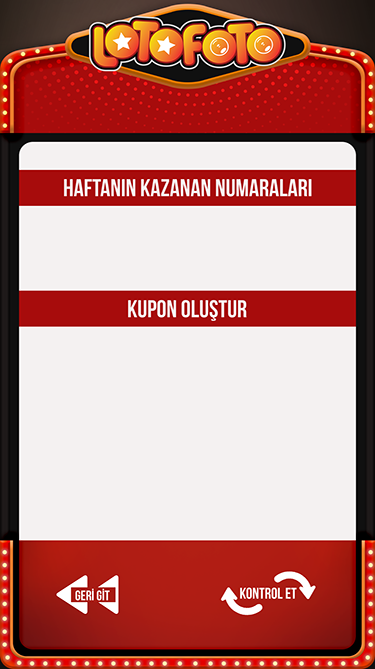 LOTOFOTO
HAFTANIN KAZANAN NUMARALARI
KUPON OLUŞTUR
GERİ GİT
KONTROL ET